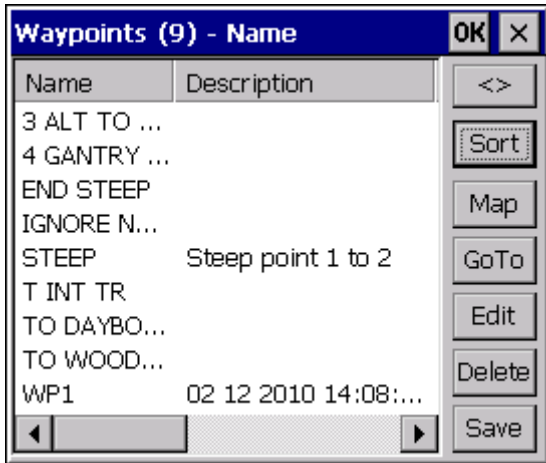 Waypoints (9) - Name OK ×
Name Description <>
3 ALT TO ...
4 GANTRY ... Sort
END STEEP
IGNORE N... Map
STEEP Steep point 1 to 2 GoTo
T INT TR
TO DAYBO... Edit
TO WOOD...
Delete
WP1 02 12 2010 14:08:...
Save